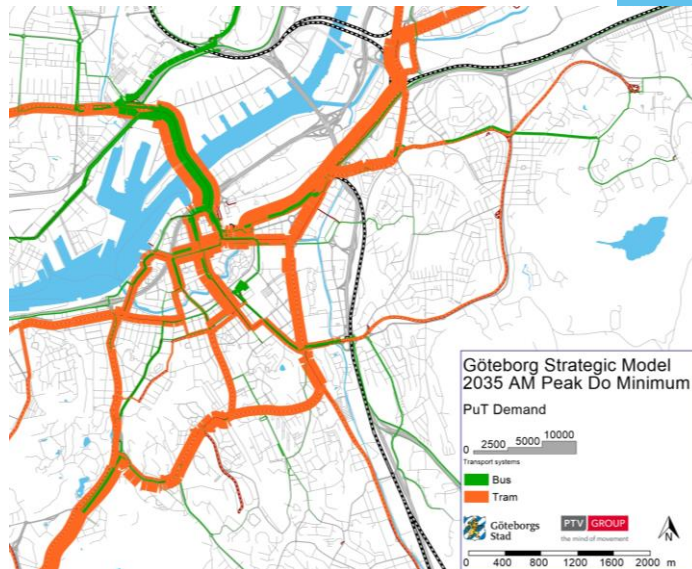 Göteborg Strategic Model
2035 AM Peak Do Minimum
PuT Demand
0 2500 5000 10000
Transport systems
Bus
Tram
Göteborgs
Stad
PTV GROUP
the mind of movement
N
0 400 800 1200 1600 2000 m